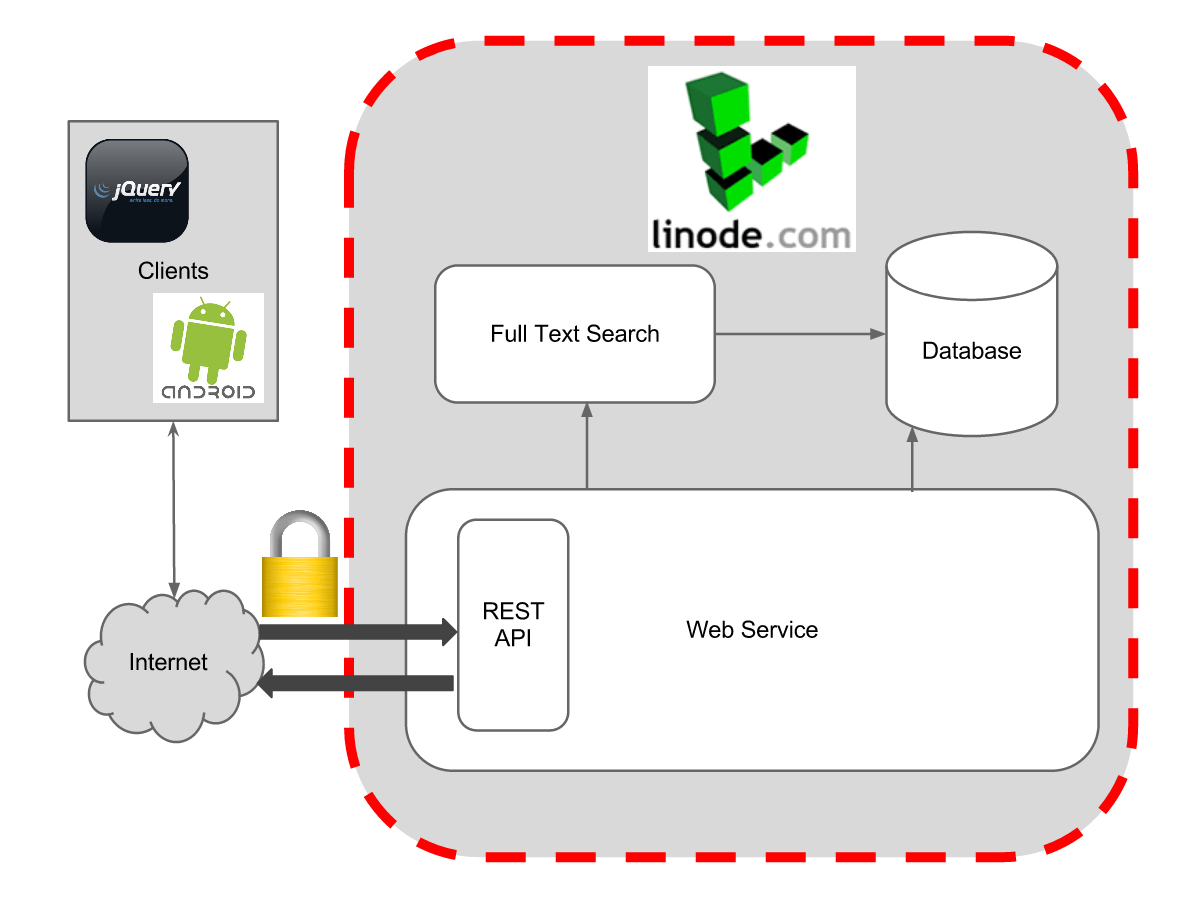 jQuery
write less, do more.
Clients
ANDROID
linode.com
Full Text Search
Database
REST
API
Web Service
Internet